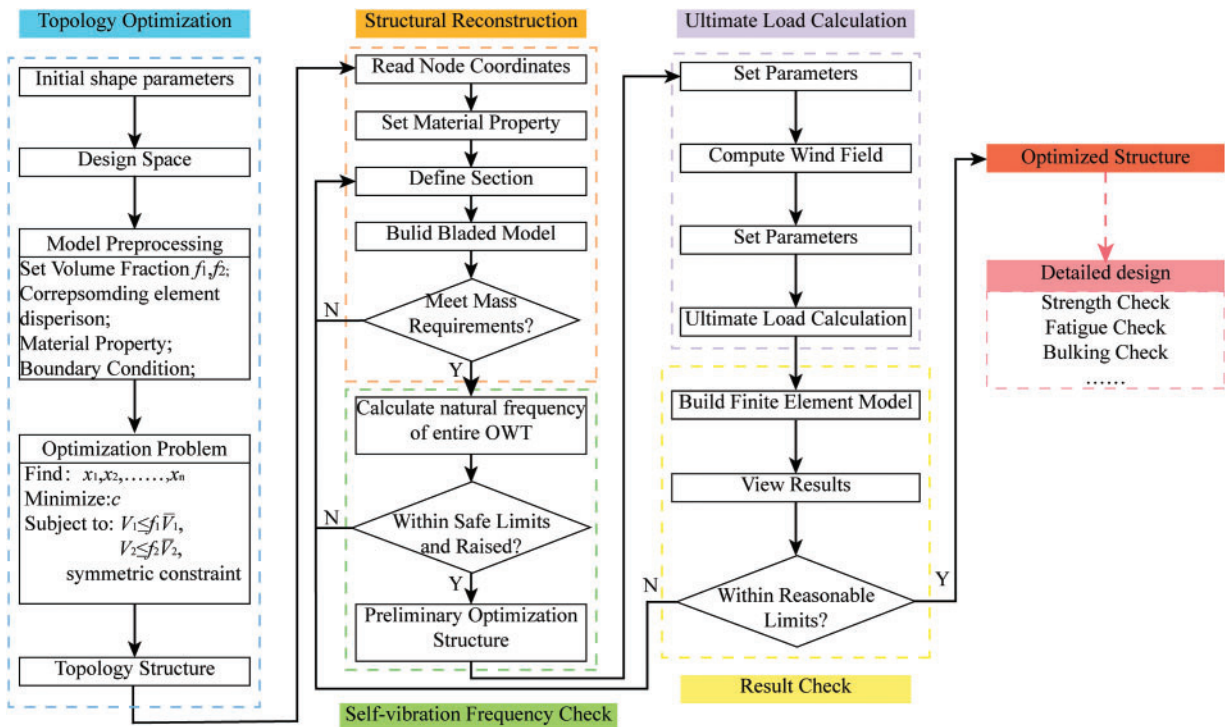 Topology Optimization
Initial shape parameters
Design Space
Model Preprocessing
Set Volume Fraction f₁,f₂;
Correpsomding element
disperison;
Material Property;
Boundary Condition;
Optimization Problem
Find: x₁,x₂,……,xₙ
Minimize:c
Subject to: V₁≤f₁V̅₁,
V₂≤f₂V̅₂,
symmetric constraint
Topology Structure
Structural Reconstruction
Read Node Coordinates
Set Material Property
Define Section
Bulid Bladed Model
N
Meet Mass
Requirements?
Y
Calculate natural frequency
of entire OWT
N
Within Safe Limits
and Raised?
Y
Preliminary Optimization
Structure
Self-vibration Frequency Check
Ultimate Load Calculation
Set Parameters
Compute Wind Field
Set Parameters
Ultimate Load Calculation
Build Finite Element Model
View Results
N
Within Reasonable
Limits?
Y
Result Check
Optimized Structure
Detailed design
Strength Check
Fatigue Check
Bulking Check
……